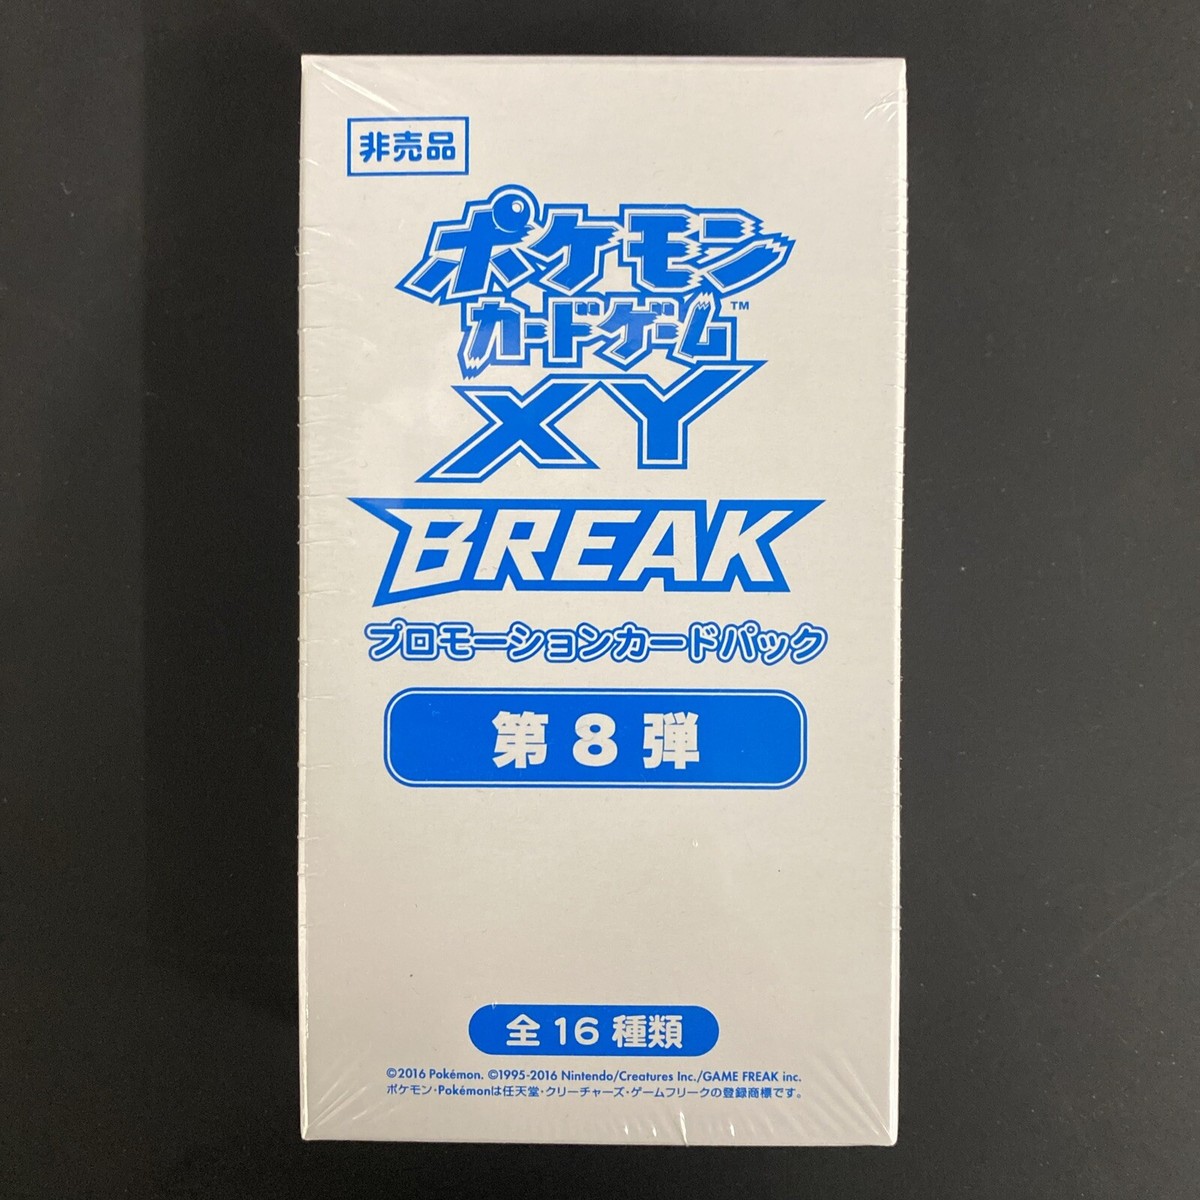 非売品
ポケモン
カードゲーム™
XY
BREAK
プロモーションカードパック
第8弾
全16種類
©2016 Pokémon. ©1995-2016 Nintendo/Creatures Inc./GAME FREAK inc.
ポケモン・Pokémonは任天堂・クリーチャーズ・ゲームフリークの登録商標です。